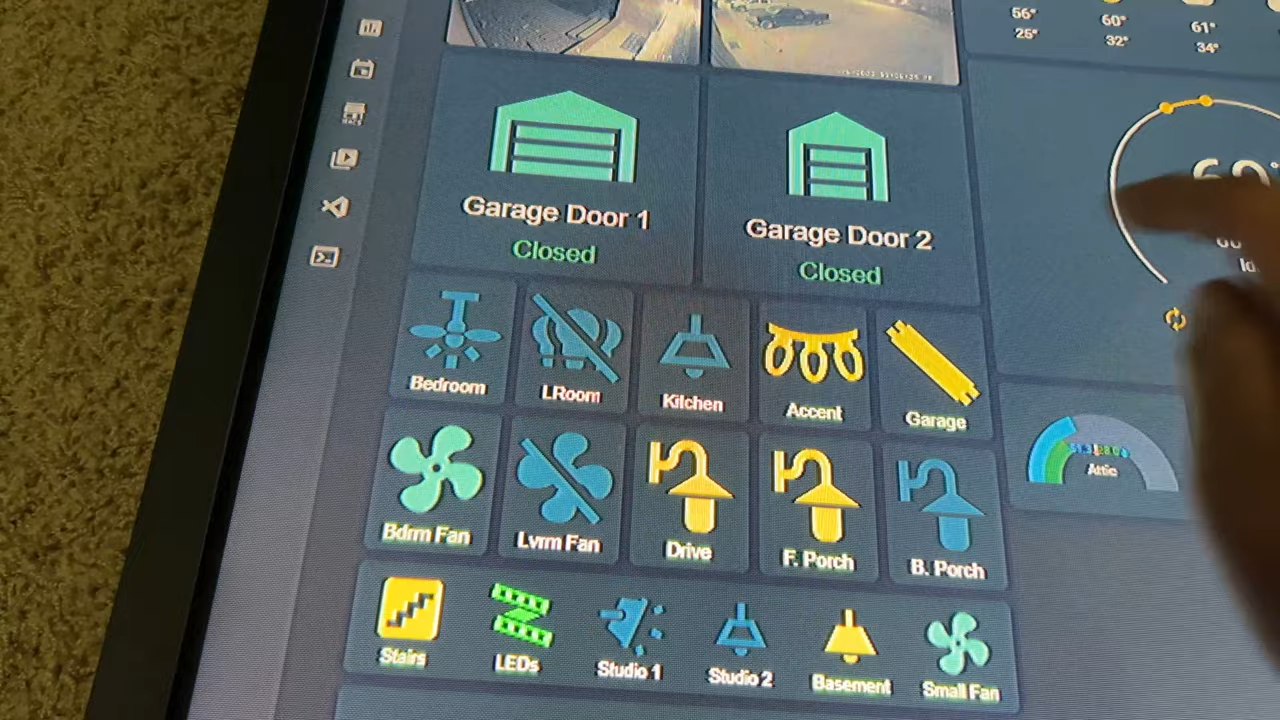 56° 60° 61°
25° 32° 34°
Garage Door 1
Closed
Garage Door 2
Closed
Bedroom
LRoom
Kitchen
Accent
Garage
Bdrm Fan
Lvrm Fan
Drive
F. Porch
B. Porch
Attic
Stairs
LEDs
Studio 1
Studio 2
Basement
Small Fan